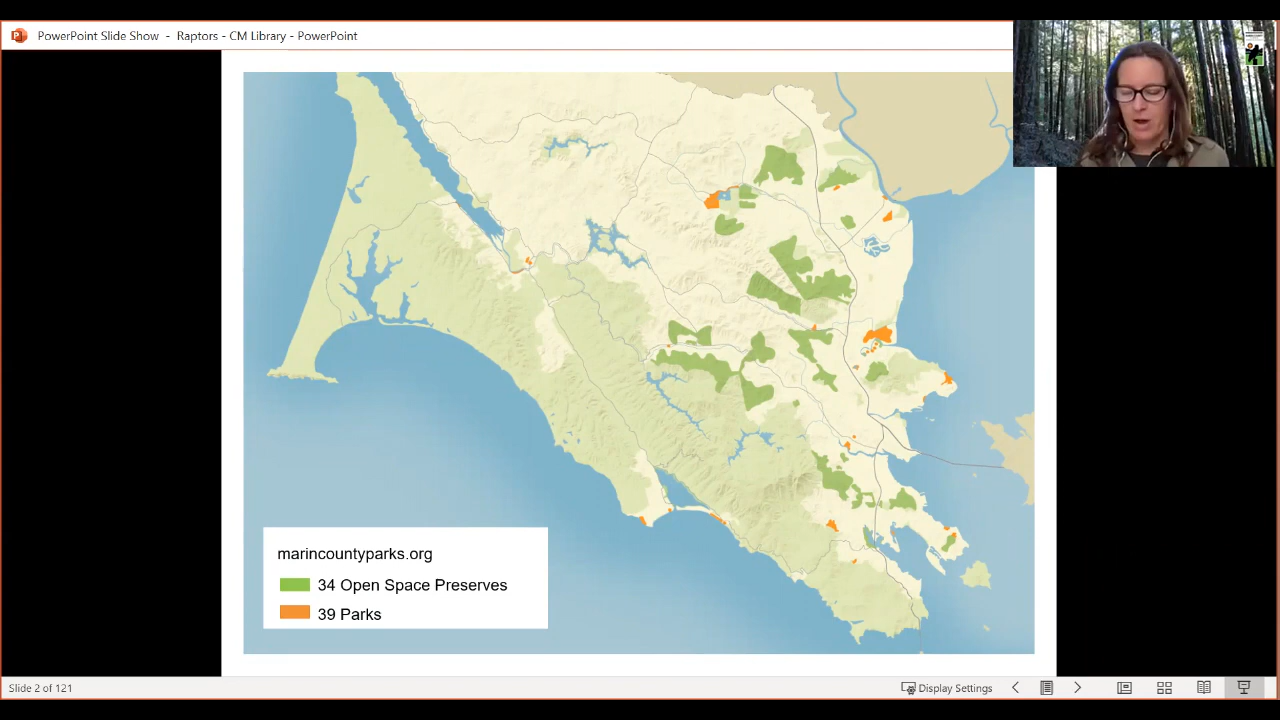 PowerPoint Slide Show - Raptors - CM Library - PowerPoint
marincountyparks.org
34 Open Space Preserves
39 Parks
Slide 2 of 121
Display Settings